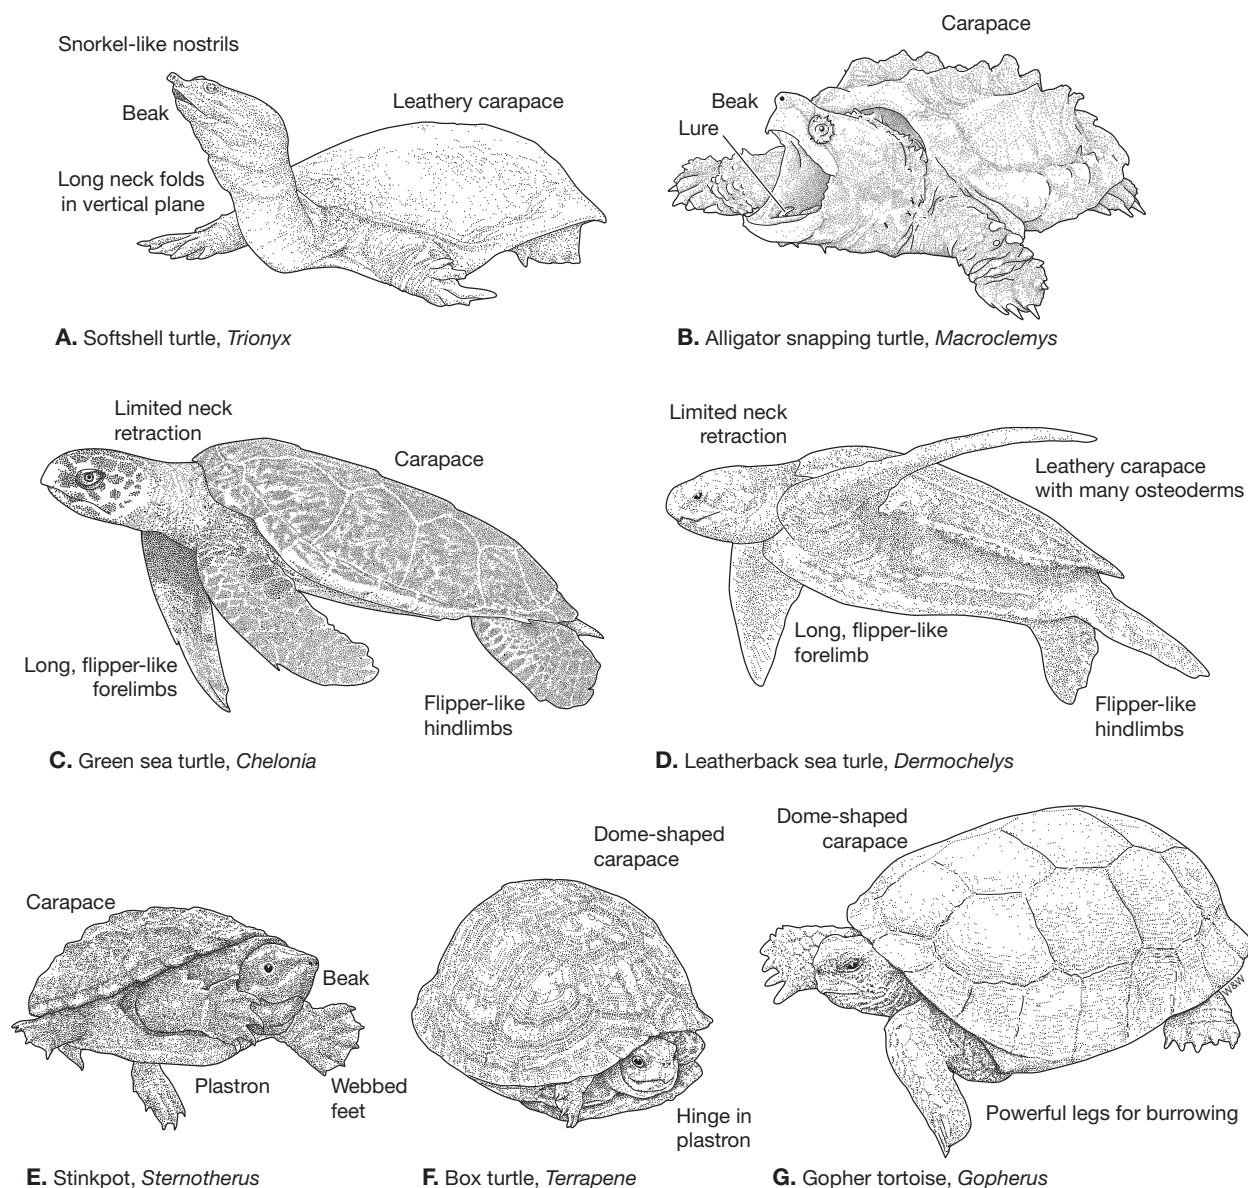 Snorkel-like nostrils
Beak
Leathery carapace
Long neck folds
in vertical plane
A. Softshell turtle, Trionyx
Carapace
Beak
Lure
B. Alligator snapping turtle, Macroclemys
Limited neck
retraction
Carapace
Long, flipper-like
forelimbs
Flipper-like
hindlimbs
C. Green sea turtle, Chelonia
Limited neck
retraction
Leathery carapace
with many osteoderms
Long, flipper-like
forelimb
Flipper-like
hindlimbs
D. Leatherback sea turle, Dermochelys
Carapace
Beak
Plastron
Webbed
feet
E. Stinkpot, Sternotherus
Dome-shaped
carapace
Hinge in
plastron
F. Box turtle, Terrapene
Dome-shaped
carapace
W&W
Powerful legs for burrowing
G. Gopher tortoise, Gopherus